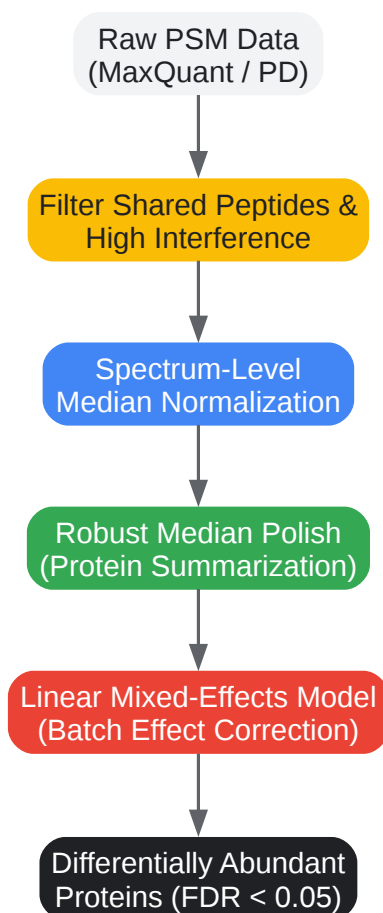 Raw PSM Data
(MaxQuant / PD)
Filter Shared Peptides &
High Interference
Spectrum-Level
Median Normalization
Robust Median Polish
(Protein Summarization)
Linear Mixed-Effects Model
(Batch Effect Correction)
Differentially Abundant
Proteins (FDR < 0.05)